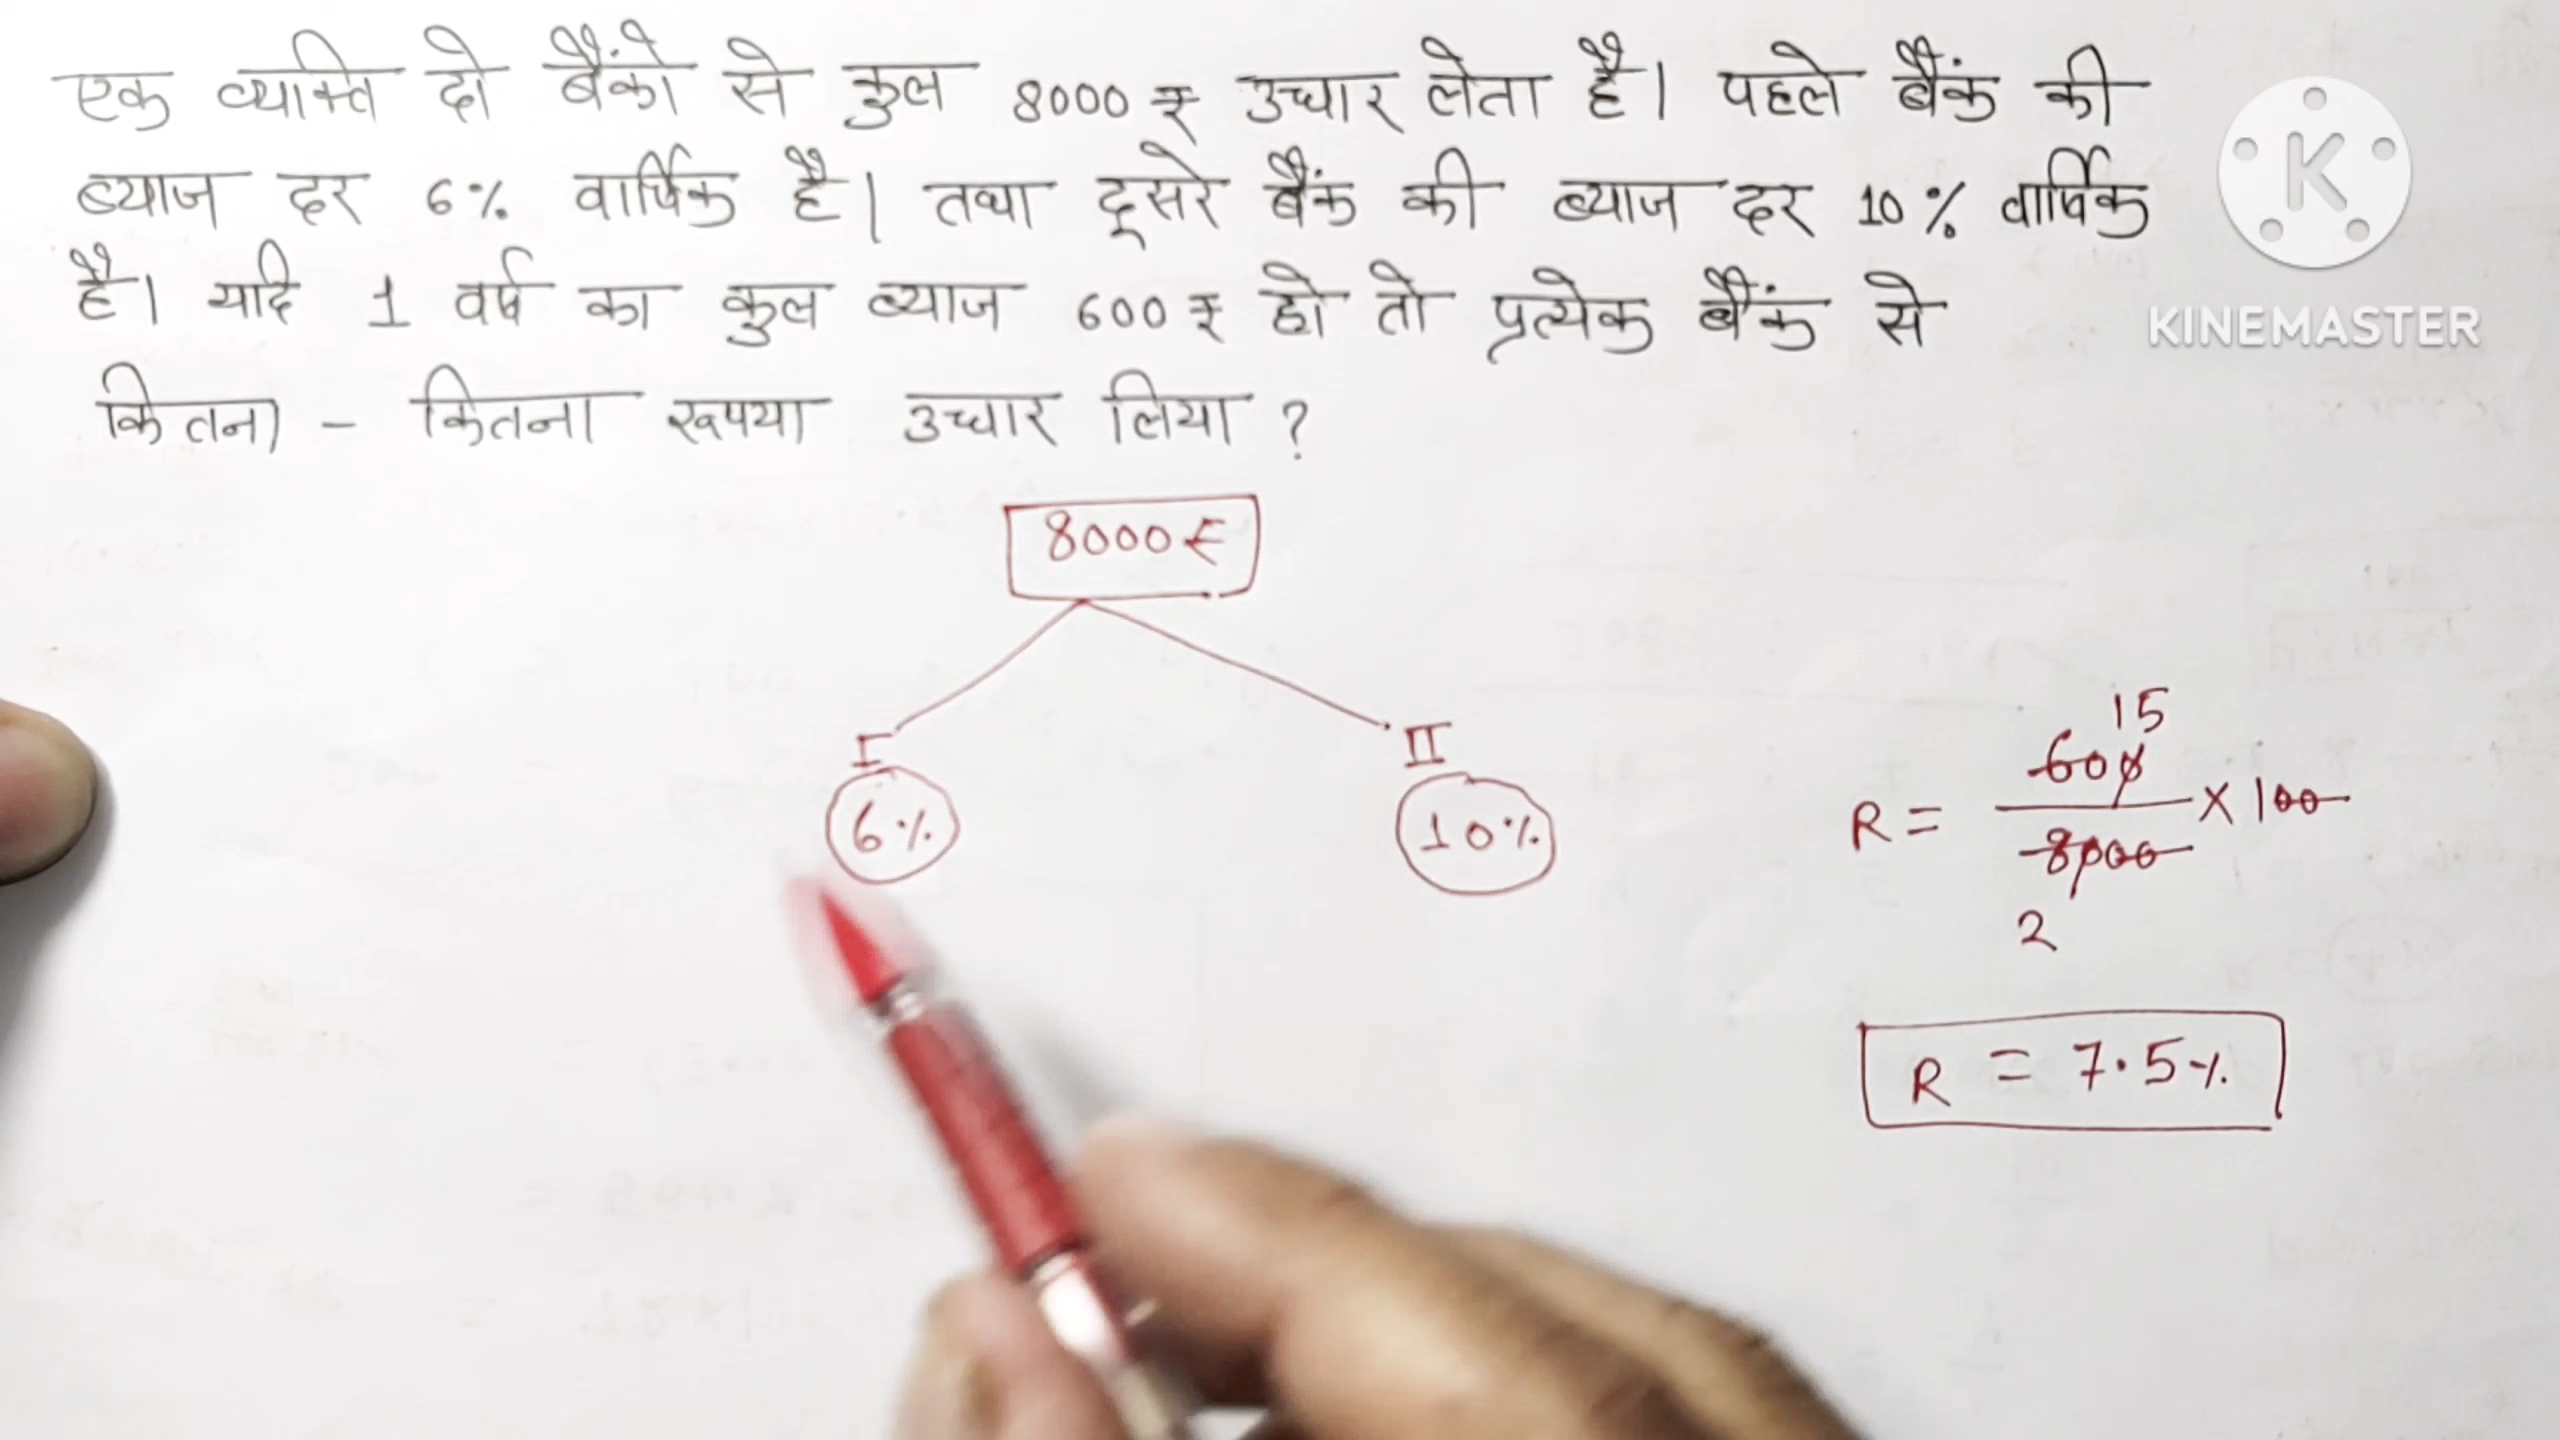 एक व्यक्ति दो बैंको से कुल 8000 ₹ उधार लेता है। पहले बैंक की
ब्याज दर 6% वार्षिक है। तथा दूसरे बैंक की ब्याज दर 10% वार्षिक
है। यदि 1 वर्ष का कुल ब्याज 600 ₹ हो तो प्रत्येक बैंक से
कितना - कितना रूपया उधार लिया ?
K
KINEMASTER
8000 ₹
I II
6% 10%
15
R = 600/8000 × 100
2
R = 7.5%